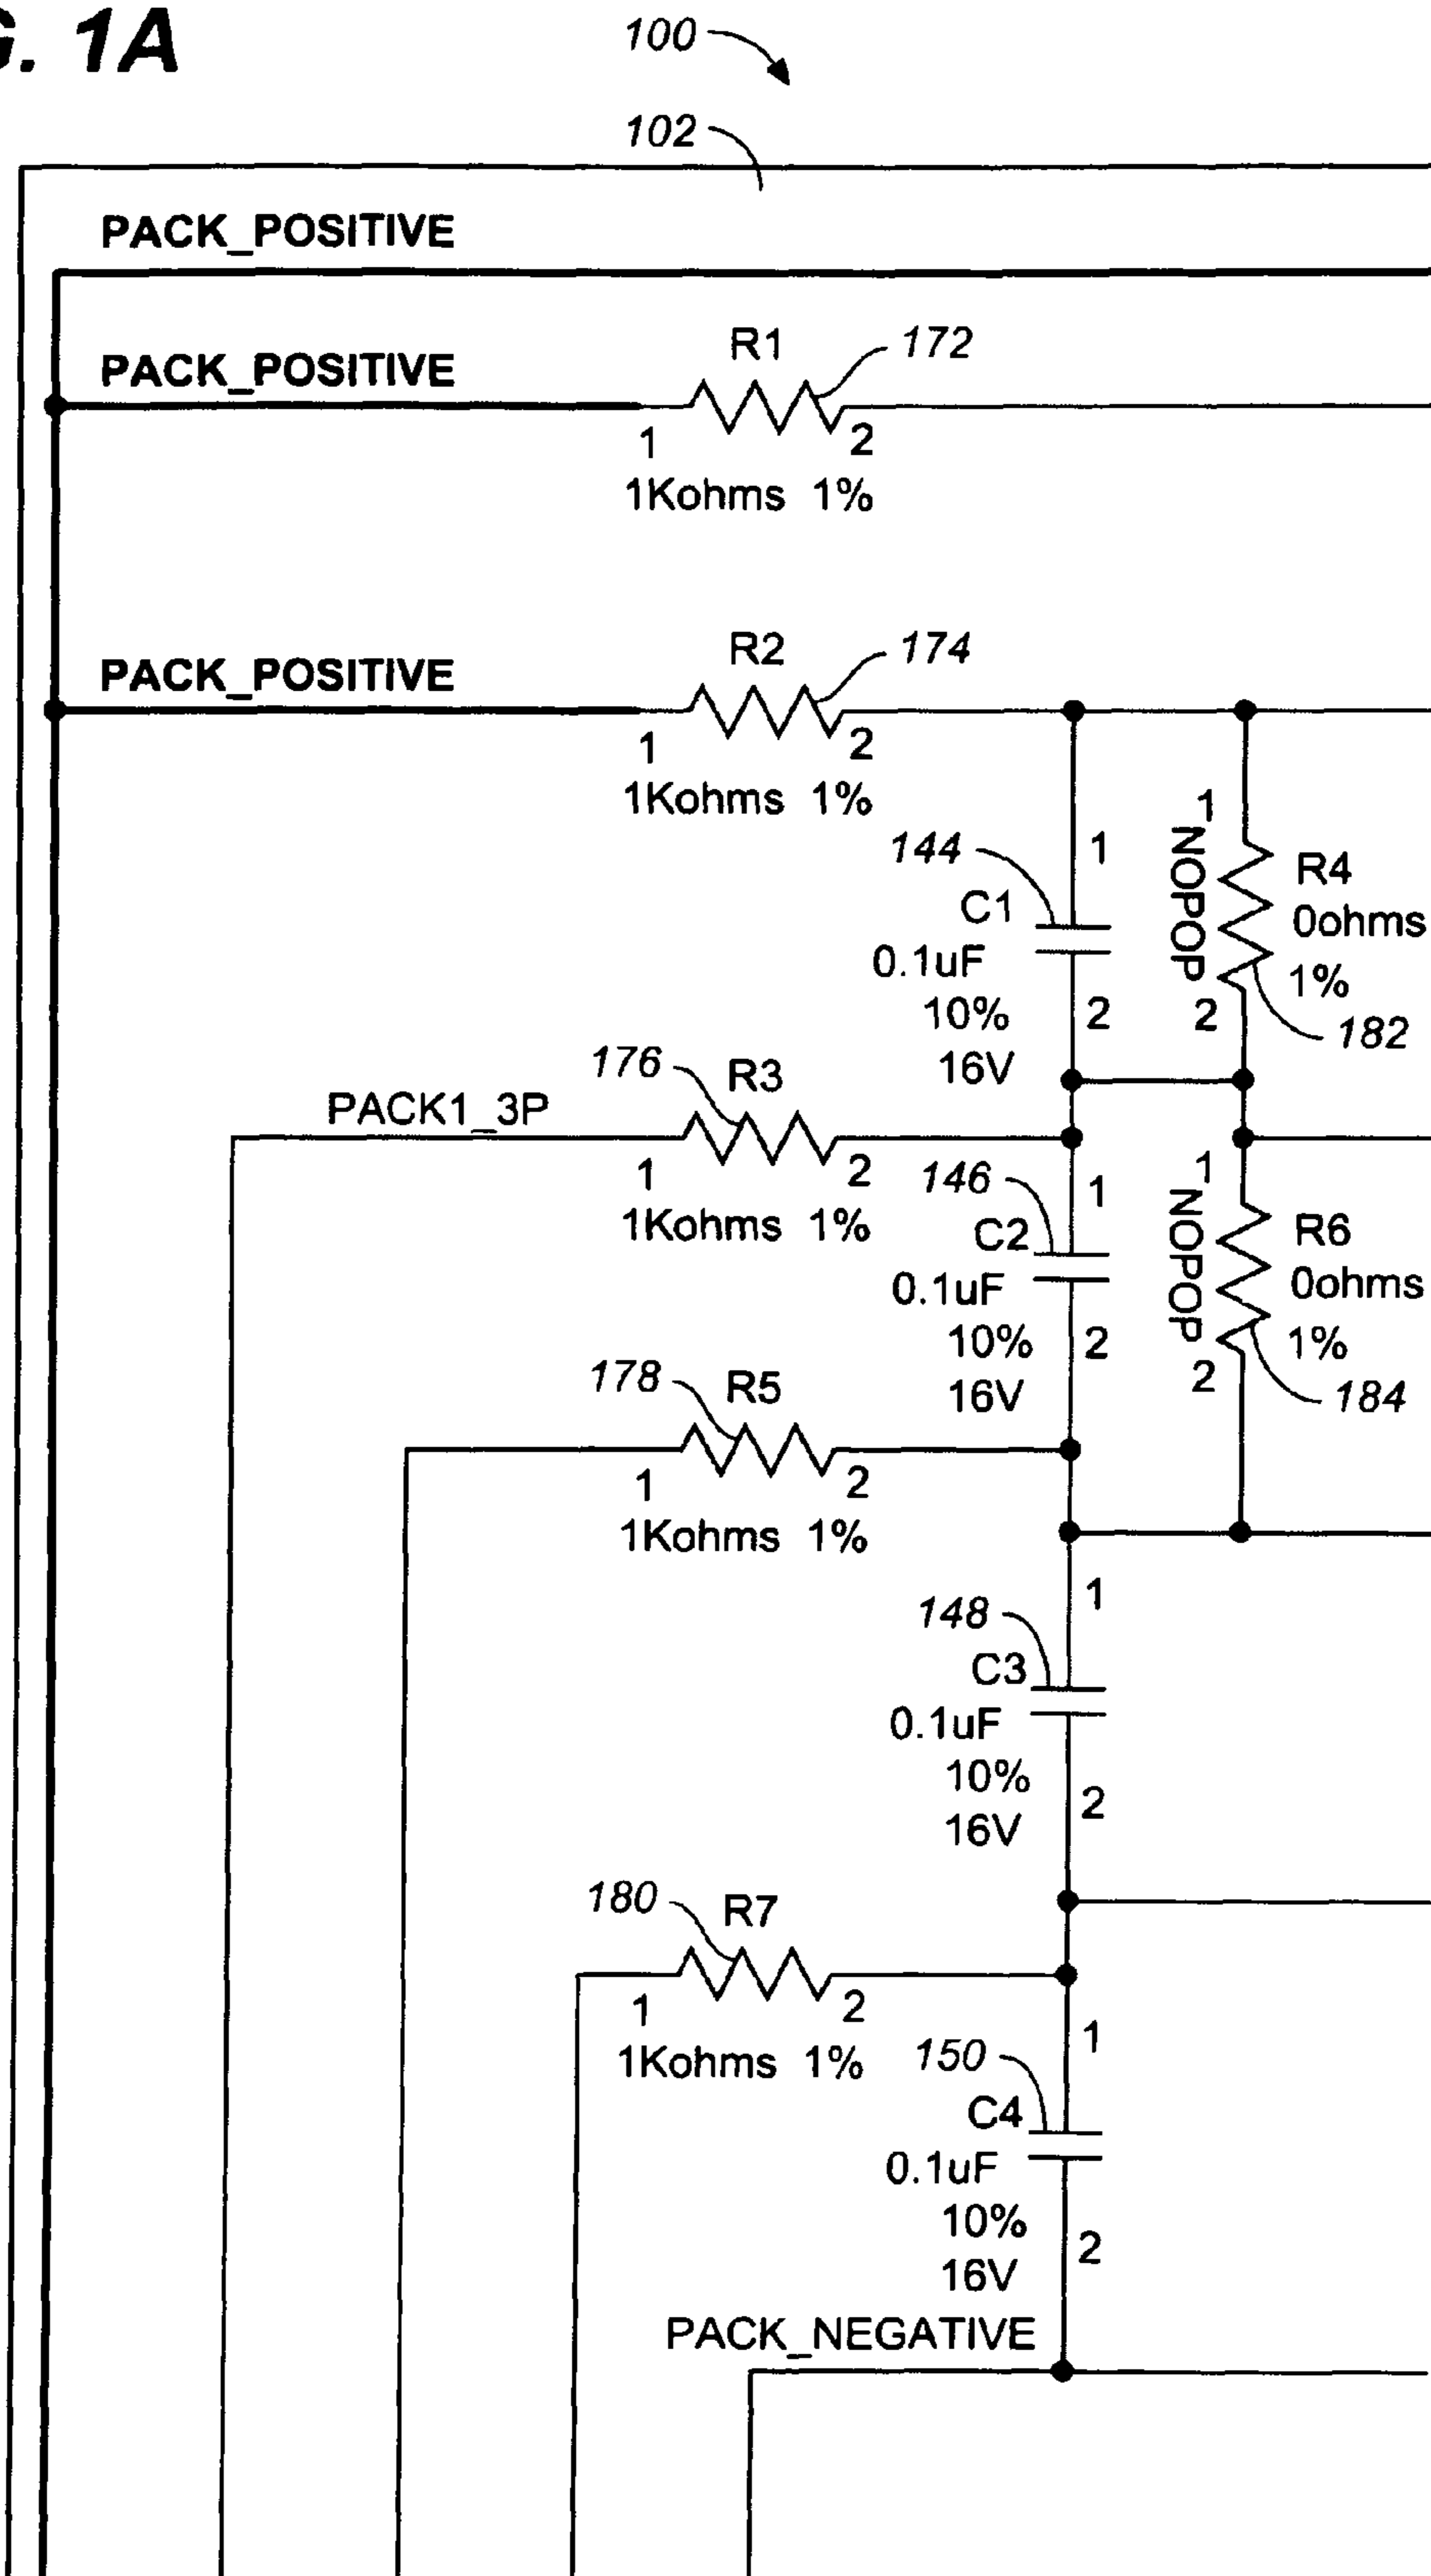 G. 1A
100
102
PACK_POSITIVE
PACK_POSITIVE
R1
172
1
2
1Kohms 1%
PACK_POSITIVE
R2
174
1
2
1Kohms 1%
144
1
C1
0.1uF
10%
16V
2
1
NOPOP
2
R4
0ohms
1%
182
PACK1_3P
176
R3
1
2
1Kohms 1%
146
1
C2
0.1uF
10%
16V
2
1
NOPOP
2
R6
0ohms
1%
184
178
R5
1
2
1Kohms 1%
148
1
C3
0.1uF
10%
16V
2
180
R7
1
2
1Kohms 1%
150
1
C4
0.1uF
10%
16V
2
PACK_NEGATIVE